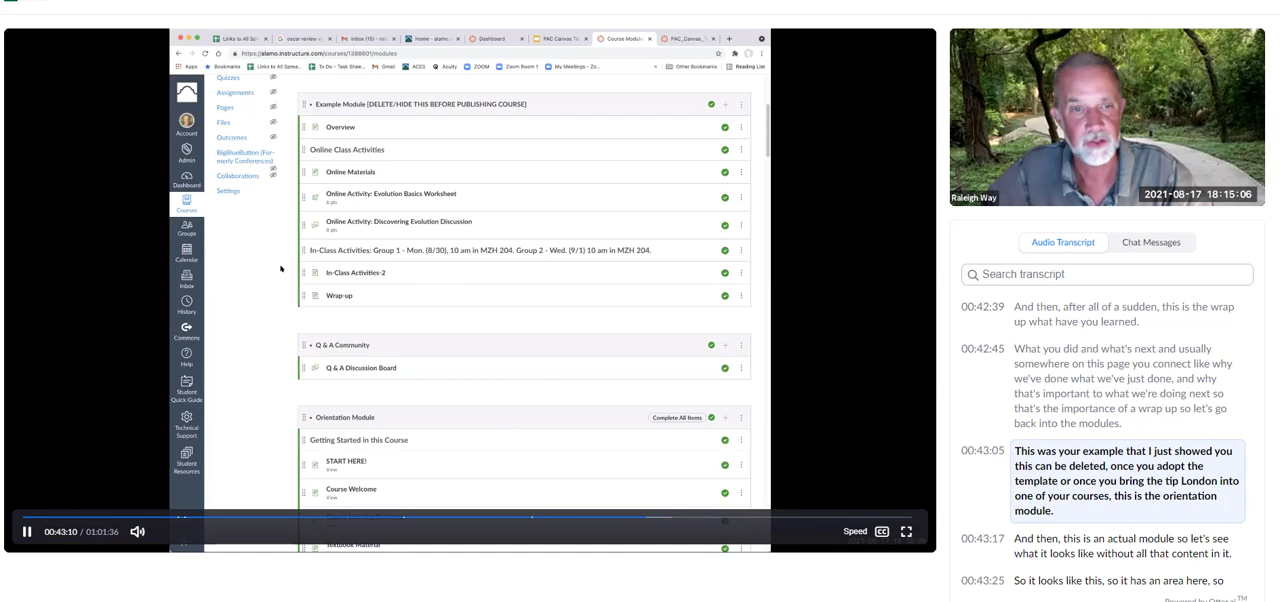 Links to All Spre
oscar review
Inbox (15)
Home - alamo.
Dashboard
PAC Canvas Te
Course Module
PAC_Canvas_
https://alamo.instructure.com/courses/1398601/modules
Apps
Bookmarks
Links to All Sprea...
To Do - Task Shee...
Gmail
ACES
Acuity
ZOOM
Zoom Room 1
My Meetings - Zo...
Other Bookmarks
Reading List
Account
Admin
Dashboard
Courses
Groups
Calendar
Inbox
History
Commons
Help
Student
Quick Guide
Technical
Support
Student
Resources
Quizzes
Assignments
Pages
Files
Outcomes
BigBlueButton (For-
merly Conferences)
Collaborations
Settings
Example Module [DELETE/HIDE THIS BEFORE PUBLISHING COURSE]
Overview
Online Class Activities
Online Materials
Online Activity: Evolution Basics Worksheet
6 pts
Online Activity: Discovering Evolution Discussion
8 pts
In-Class Activities: Group 1 - Mon. (8/30), 10 am in MZH 204. Group 2 - Wed. (9/1) 10 am in MZH 204.
In-Class Activities-2
Wrap-up
Q & A Community
Q & A Discussion Board
Orientation Module
Complete All Items
Getting Started in this Course
START HERE!
View
Course Welcome
View
Textbook Material
00:43:10 / 01:01:36
Speed
CC
Raleigh Way
2021-08-17 18:15:06
Audio Transcript
Chat Messages
Search transcript
00:42:39
And then, after all of a sudden, this is the wrap
up what have you learned.
00:42:45
What you did and what's next and usually
somewhere on this page you connect like why
we've done what we've just done, and why
that's important to what we're doing next so
that's the importance of a wrap up so let's go
back into the modules.
00:43:05
This was your example that I just showed you
this can be deleted, once you adopt the
template or once you bring the tip London into
one of your courses, this is the orientation
module.
00:43:17
And then, this is an actual module so let's see
what it looks like without all that content in it.
00:43:25
So it looks like this, so it has an area here, so
Powered by Otter.ai TM